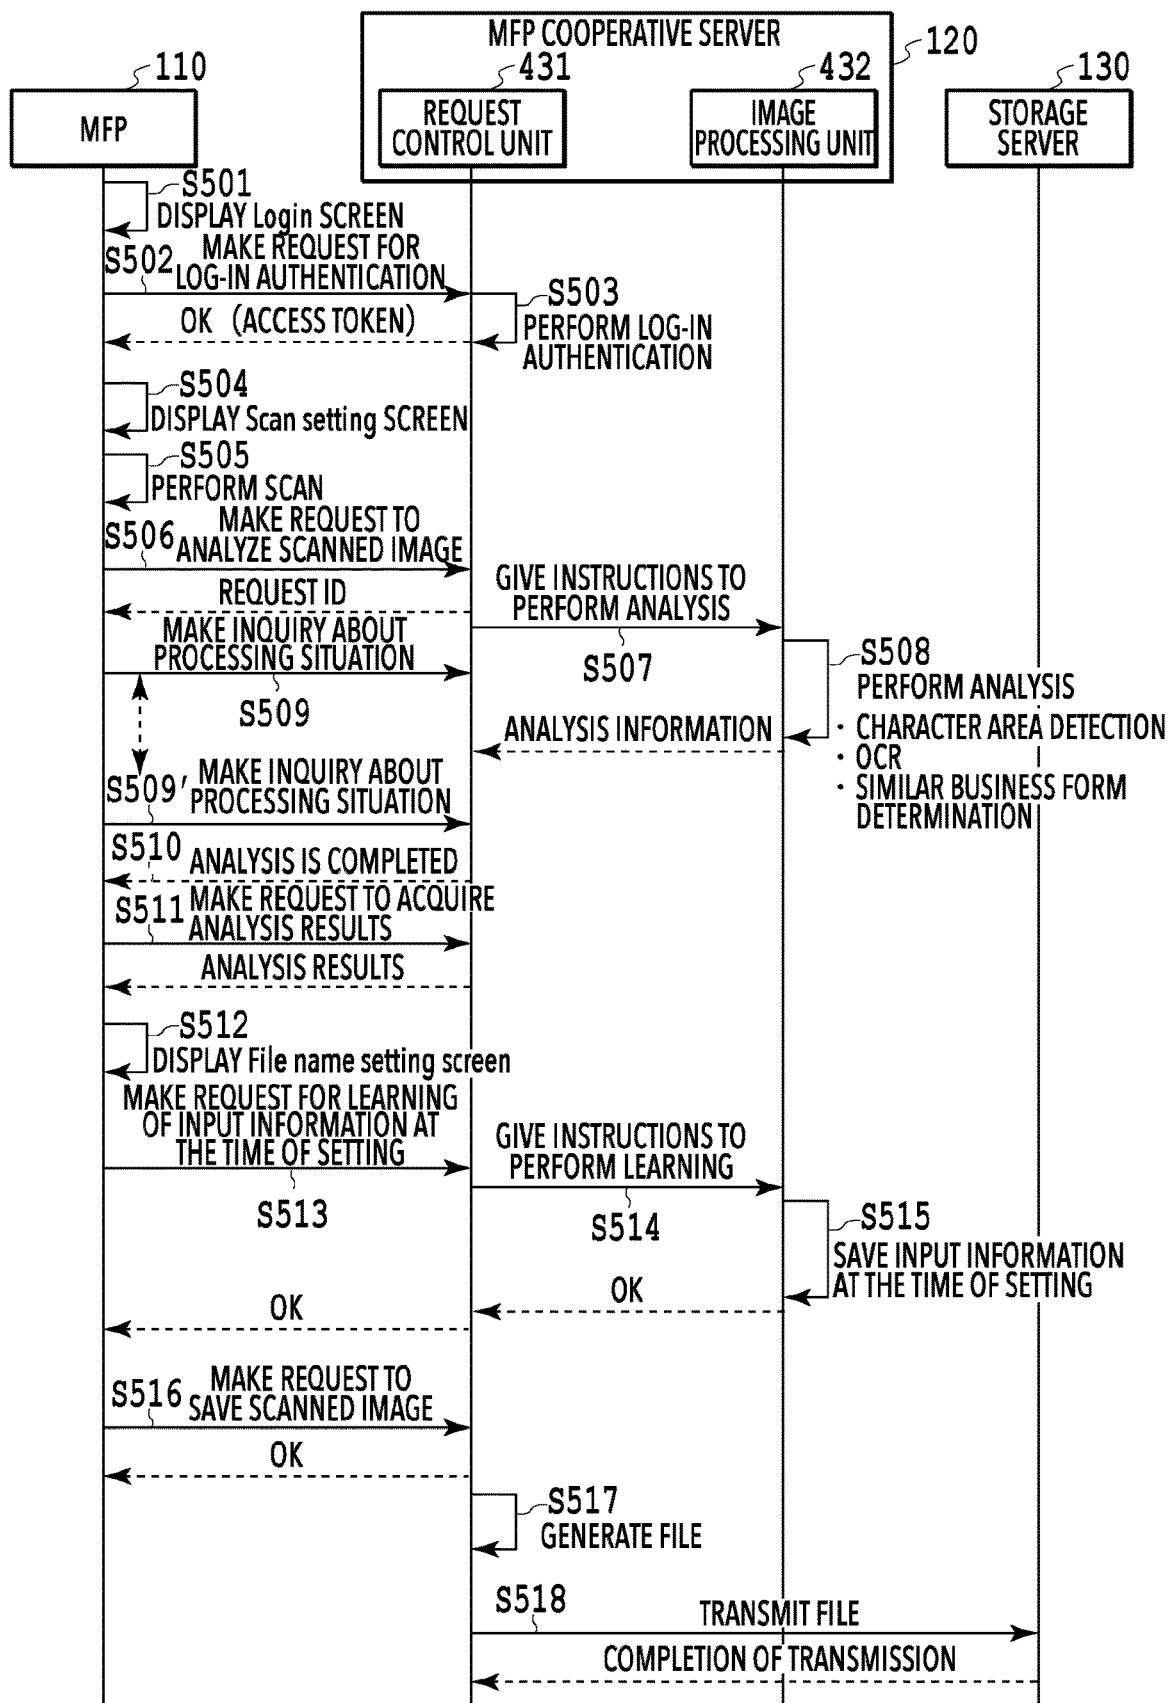 MFP COOPERATIVE SERVER
120
110
431
432
130
MFP
REQUEST
CONTROL UNIT
IMAGE
PROCESSING UNIT
STORAGE
SERVER
S501
DISPLAY Login SCREEN
S502
MAKE REQUEST FOR
LOG-IN AUTHENTICATION
S503
PERFORM LOG-IN
AUTHENTICATION
OK (ACCESS TOKEN)
S504
DISPLAY Scan setting SCREEN
S505
PERFORM SCAN
S506
MAKE REQUEST TO
ANALYZE SCANNED IMAGE
REQUEST ID
GIVE INSTRUCTIONS TO
PERFORM ANALYSIS
S507
MAKE INQUIRY ABOUT
PROCESSING SITUATION
S509
S508
PERFORM ANALYSIS
· CHARACTER AREA DETECTION
· OCR
· SIMILAR BUSINESS FORM
DETERMINATION
ANALYSIS INFORMATION
S509'
MAKE INQUIRY ABOUT
PROCESSING SITUATION
S510
ANALYSIS IS COMPLETED
S511
MAKE REQUEST TO ACQUIRE
ANALYSIS RESULTS
ANALYSIS RESULTS
S512
DISPLAY File name setting screen
MAKE REQUEST FOR LEARNING
OF INPUT INFORMATION AT
THE TIME OF SETTING
S513
GIVE INSTRUCTIONS TO
PERFORM LEARNING
S514
S515
SAVE INPUT INFORMATION
AT THE TIME OF SETTING
OK
OK
S516
MAKE REQUEST TO
SAVE SCANNED IMAGE
OK
S517
GENERATE FILE
S518
TRANSMIT FILE
COMPLETION OF TRANSMISSION